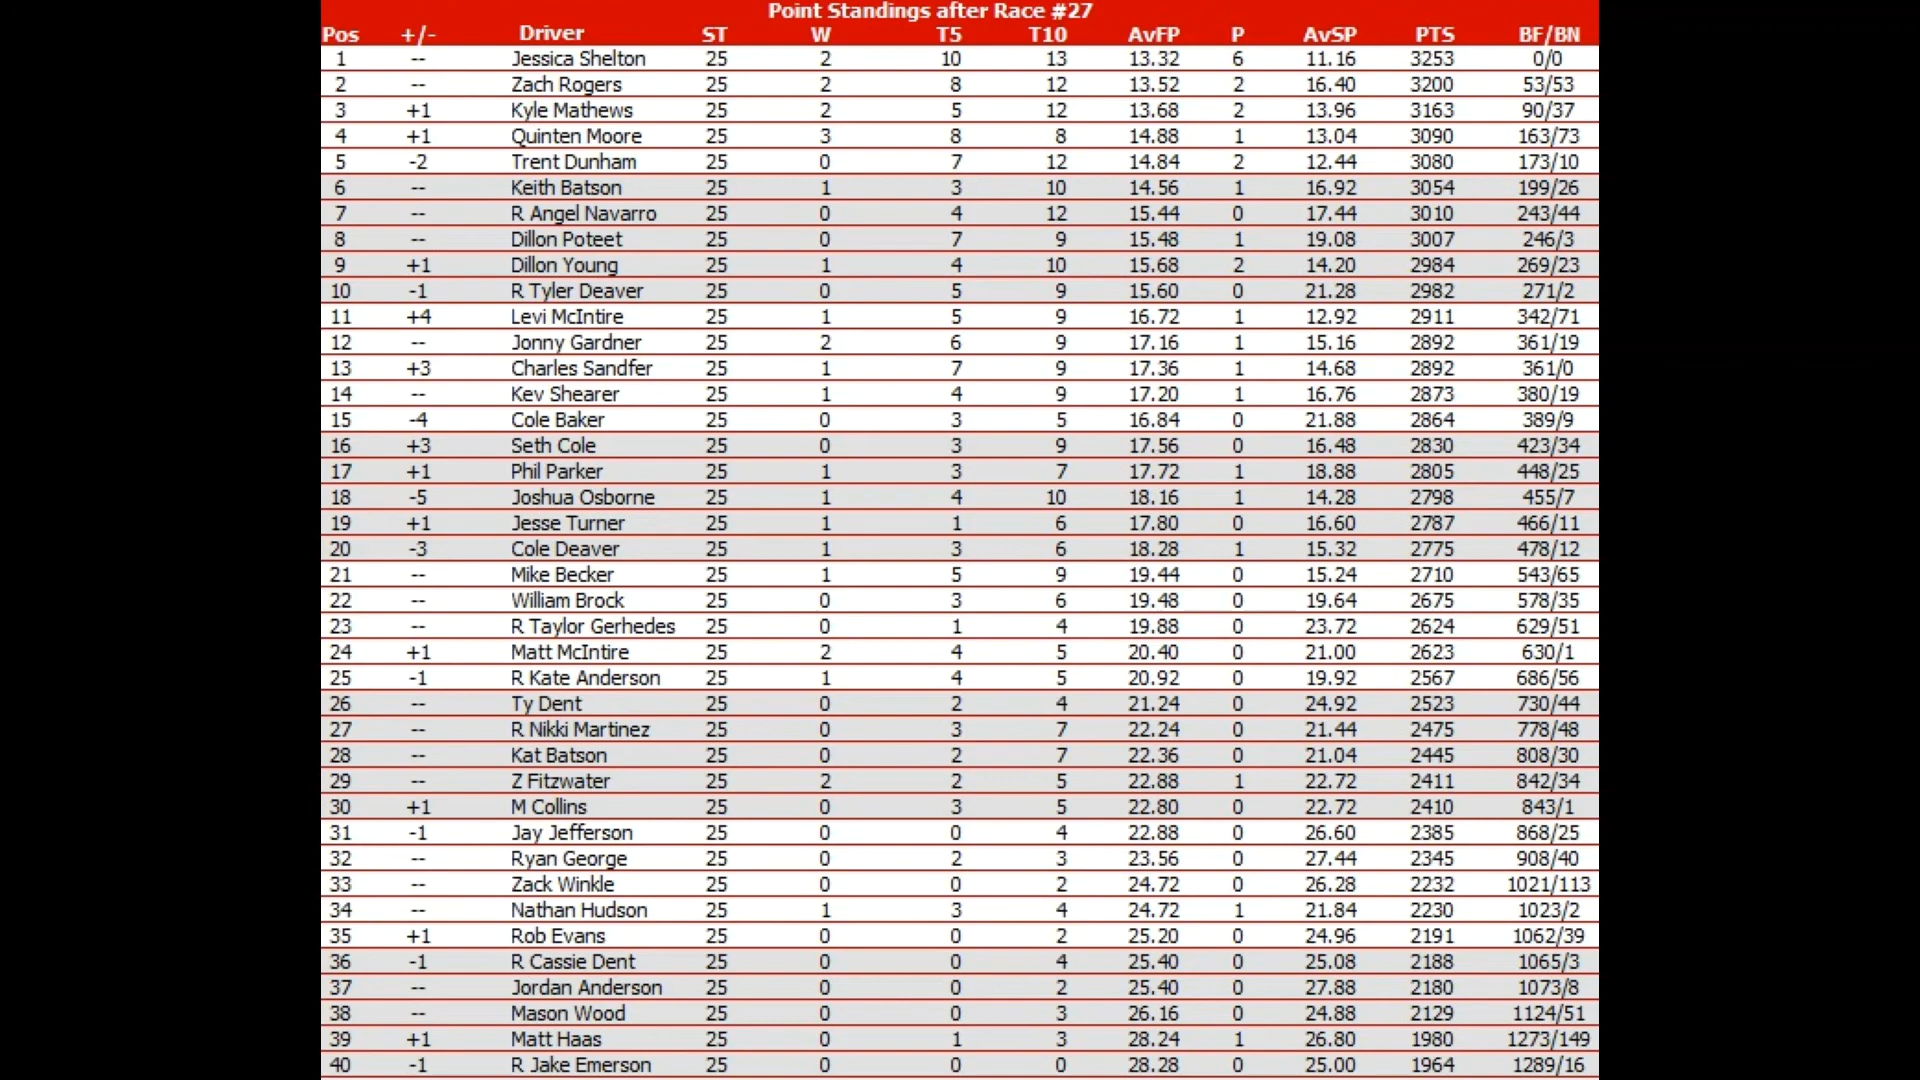 Point Standings after Race #27
Pos +/- Driver ST W T5 T10 AvFP P AvSP PTS BF/BN
1 -- Jessica Shelton 25 2 10 13 13.32 6 11.16 3253 0/0
2 -- Zach Rogers 25 2 8 12 13.52 2 16.40 3200 53/53
3 +1 Kyle Mathews 25 2 5 12 13.68 2 13.96 3163 90/37
4 +1 Quinten Moore 25 3 8 8 14.88 1 13.04 3090 163/73
5 -2 Trent Dunham 25 0 7 12 14.84 2 12.44 3080 173/10
6 -- Keith Batson 25 1 3 10 14.56 1 16.92 3054 199/26
7 -- R Angel Navarro 25 0 4 12 15.44 0 17.44 3010 243/44
8 -- Dillon Poteet 25 0 7 9 15.48 1 19.08 3007 246/3
9 +1 Dillon Young 25 1 4 10 15.68 2 14.20 2984 269/23
10 -1 R Tyler Deaver 25 0 5 9 15.60 0 21.28 2982 271/2
11 +4 Levi McIntire 25 1 5 9 16.72 1 12.92 2911 342/71
12 -- Jonny Gardner 25 2 6 9 17.16 1 15.16 2892 361/19
13 +3 Charles Sandfer 25 1 7 9 17.36 1 14.68 2892 361/0
14 -- Kev Shearer 25 1 4 9 17.20 1 16.76 2873 380/19
15 -4 Cole Baker 25 0 3 5 16.84 0 21.88 2864 389/9
16 +3 Seth Cole 25 0 3 9 17.56 0 16.48 2830 423/34
17 +1 Phil Parker 25 1 3 7 17.72 1 18.88 2805 448/25
18 -5 Joshua Osborne 25 1 4 10 18.16 1 14.28 2798 455/7
19 +1 Jesse Turner 25 1 1 6 17.80 0 16.60 2787 466/11
20 -3 Cole Deaver 25 1 3 6 18.28 1 15.32 2775 478/12
21 -- Mike Becker 25 1 5 9 19.44 0 15.24 2710 543/65
22 -- William Brock 25 0 3 6 19.48 0 19.64 2675 578/35
23 -- R Taylor Gerhedes 25 0 1 4 19.88 0 23.72 2624 629/51
24 +1 Matt McIntire 25 2 4 5 20.40 0 21.00 2623 630/1
25 -1 R Kate Anderson 25 1 4 5 20.92 0 19.92 2567 686/56
26 -- Ty Dent 25 0 2 4 21.24 0 24.92 2523 730/44
27 -- R Nikki Martinez 25 0 3 7 22.24 0 21.44 2475 778/48
28 -- Kat Batson 25 0 2 7 22.36 0 21.04 2445 808/30
29 -- Z Fitzwater 25 2 2 5 22.88 1 22.72 2411 842/34
30 +1 M Collins 25 0 3 5 22.80 0 22.72 2410 843/1
31 -1 Jay Jefferson 25 0 0 4 22.88 0 26.60 2385 868/25
32 -- Ryan George 25 0 2 3 23.56 0 27.44 2345 908/40
33 -- Zack Winkle 25 0 0 2 24.72 0 26.28 2232 1021/113
34 -- Nathan Hudson 25 1 3 4 24.72 1 21.84 2230 1023/2
35 +1 Rob Evans 25 0 0 2 25.20 0 24.96 2191 1062/39
36 -1 R Cassie Dent 25 0 0 4 25.40 0 25.08 2188 1065/3
37 -- Jordan Anderson 25 0 0 2 25.40 0 27.88 2180 1073/8
38 -- Mason Wood 25 0 0 3 26.16 0 24.88 2129 1124/51
39 +1 Matt Haas 25 0 1 3 28.24 1 26.80 1980 1273/149
40 -1 R Jake Emerson 25 0 0 0 28.28 0 25.00 1964 1289/16